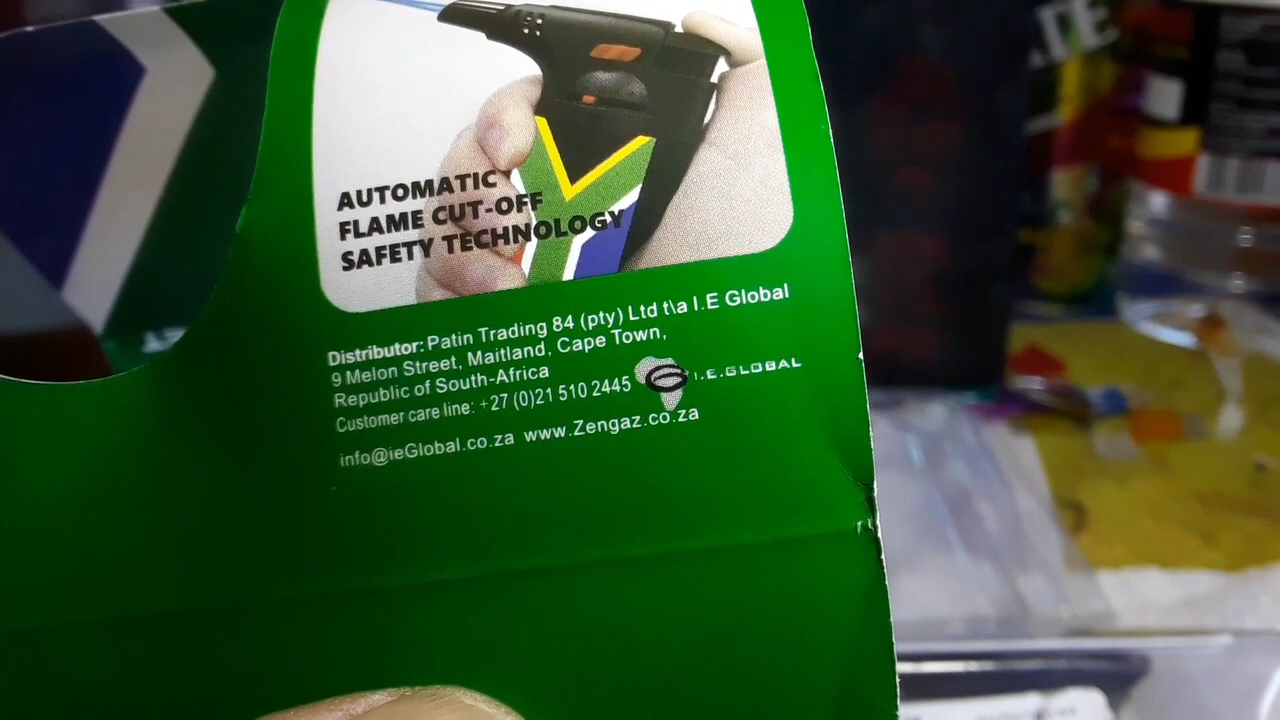 AUTOMATIC
FLAME CUT-OFF
SAFETY TECHNOLOGY
Distributor: Patin Trading 84 (pty) Ltd t\a I.E Global
9 Melon Street, Maitland, Cape Town,
Republic of South-Africa
Customer care line: +27 (0)21 510 2445
I.E.GLOBAL
info@ieGlobal.co.za www.Zengaz.co.za